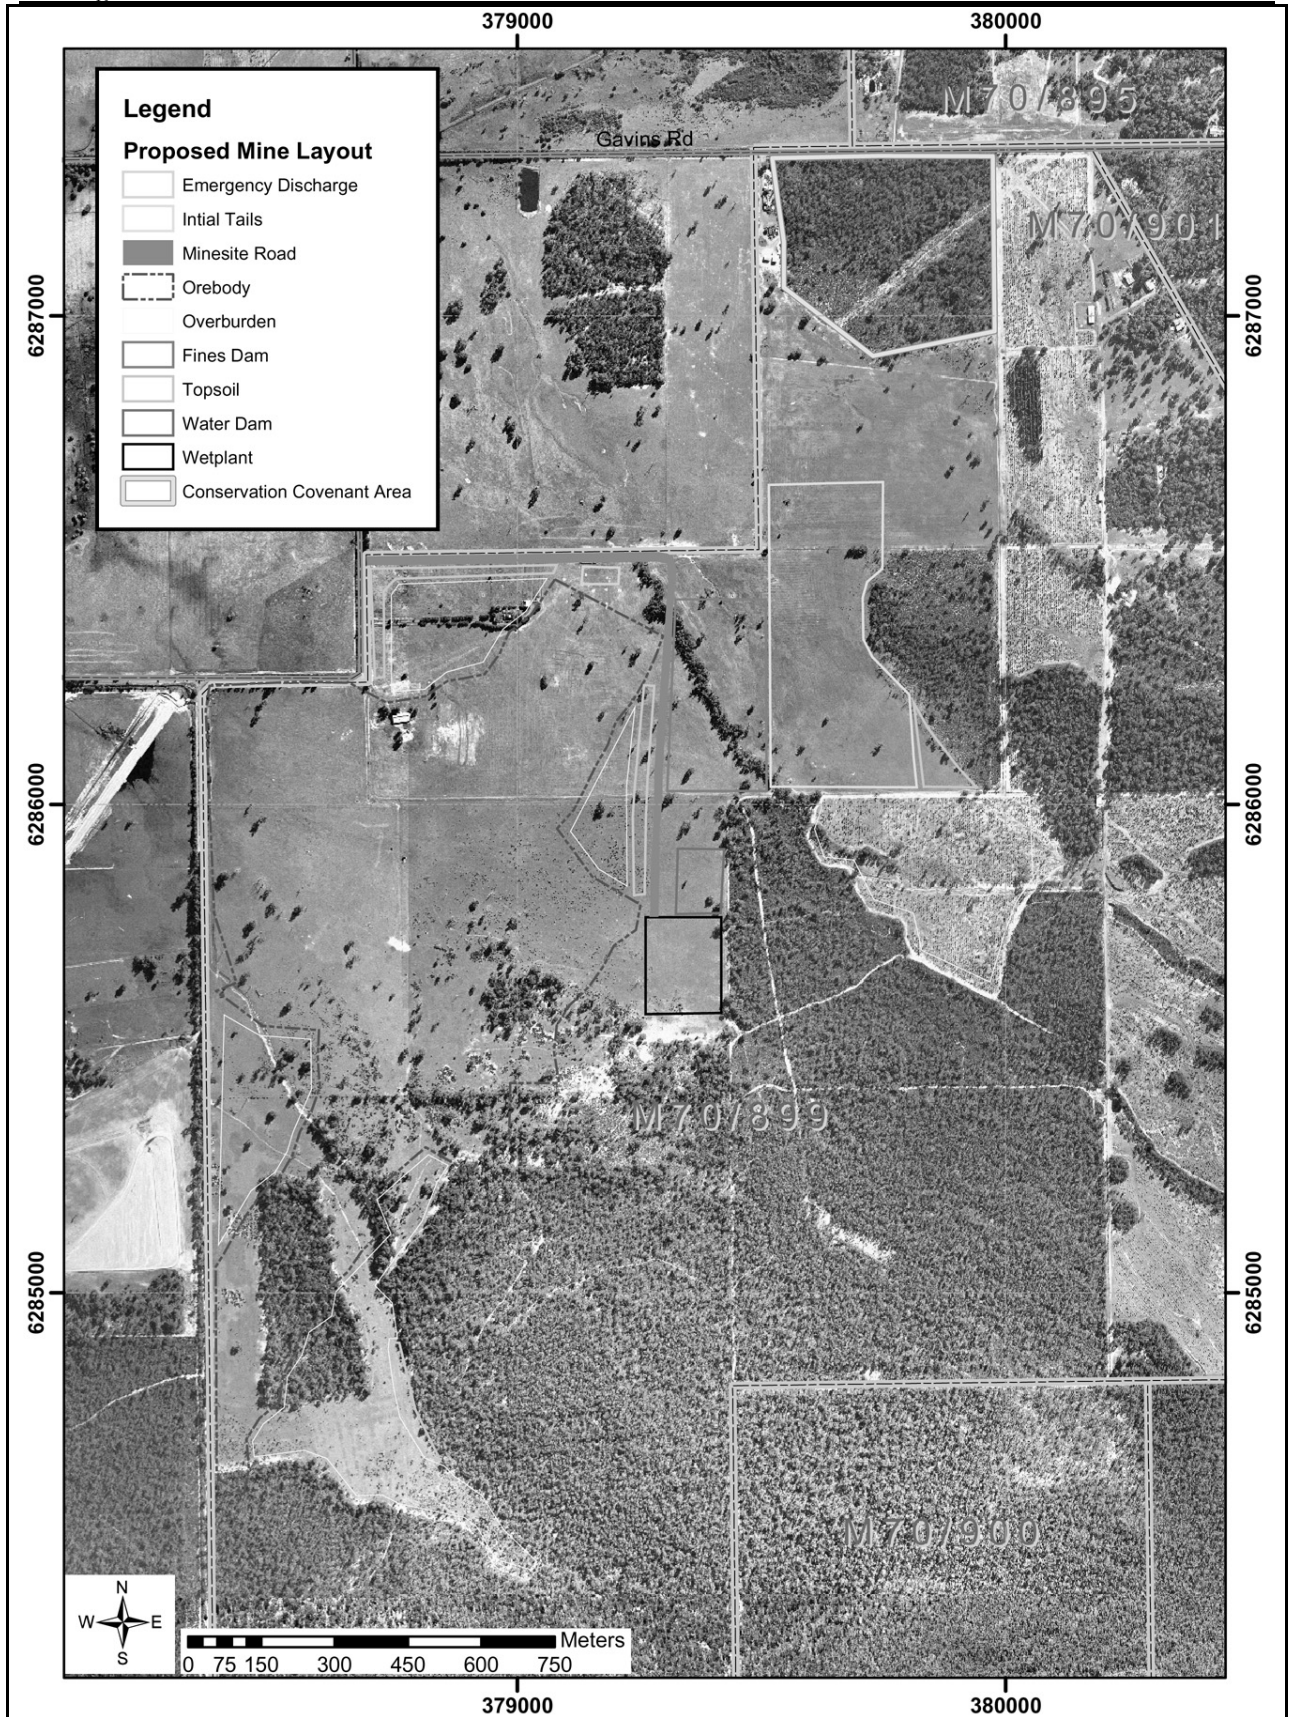 379000
380000
Legend
Proposed Mine Layout
Emergency Discharge
Intial Tails
Minesite Road
Orebody
Overburden
Fines Dam
Topsoil
Water Dam
Wetplant
Conservation Covenant Area
M70/895
Gavins Rd
M70/901
6287000
6287000
6286000
6286000
M70/899
6285000
6285000
M70/900
N
W
E
S
Meters
0 75 150 300 450 600 750
379000
380000